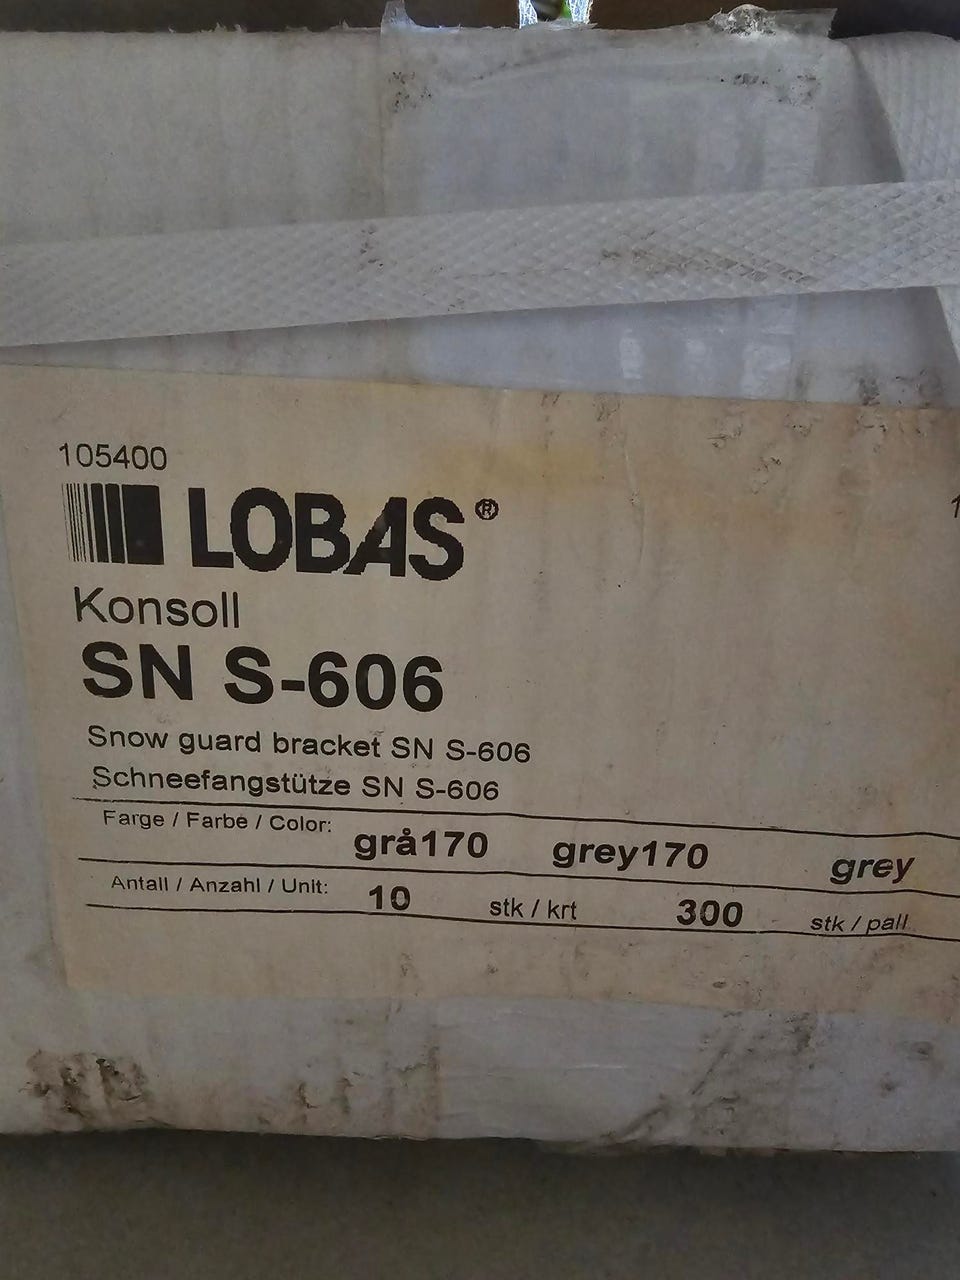 105400
LOBAS®
Konsoll
SN S-606
Snow guard bracket SN S-606
Schneefangstütze SN S-606
Farge / Farbe / Color: grå170 grey170 grey
Antall / Anzahl / Unit: 10 stk / krt 300 stk / pall